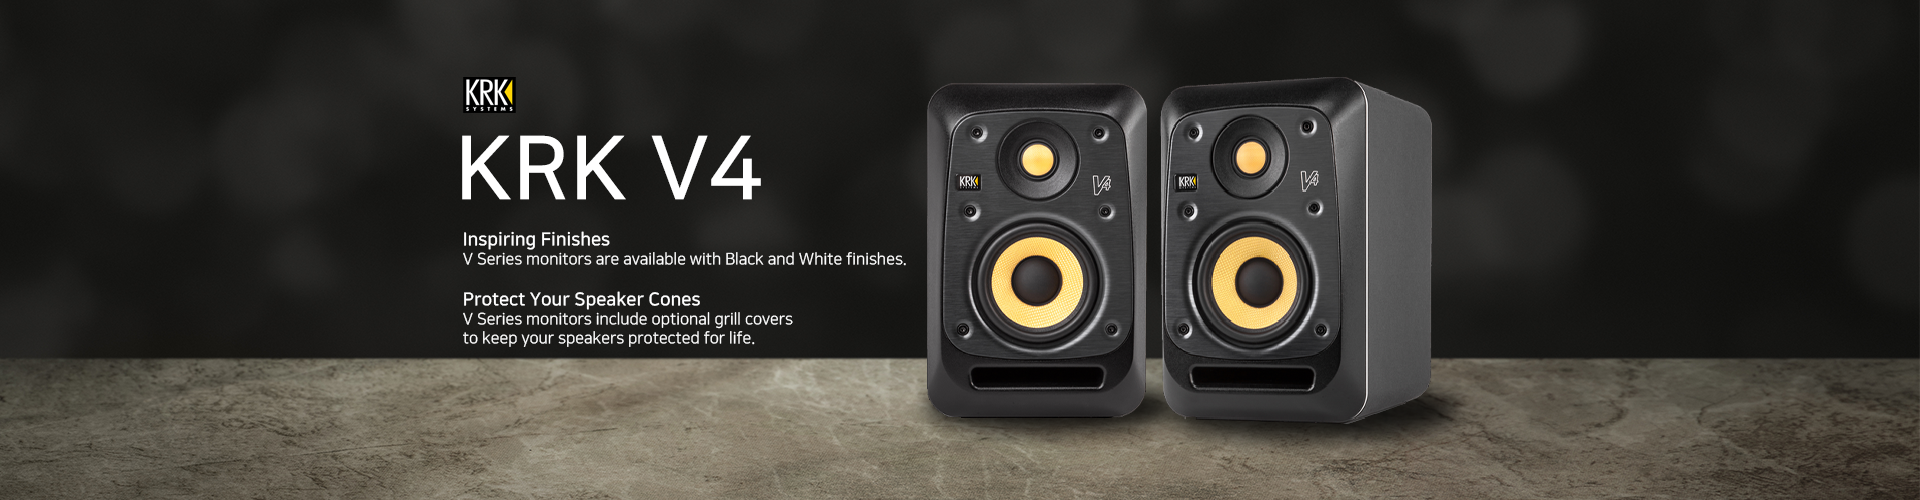 KRK
SYSTEMS
KRK V4
Inspiring Finishes
V Series monitors are available with Black and White finishes.
Protect Your Speaker Cones
V Series monitors include optional grill covers
to keep your speakers protected for life.
KRK
V4
KRK
V4